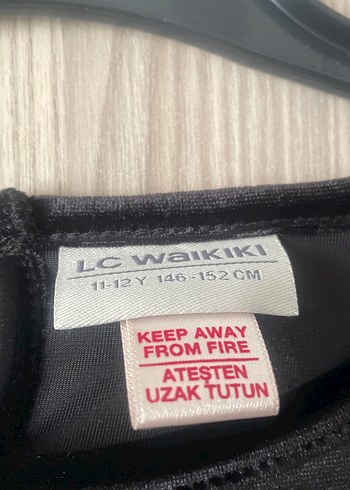 LC WAIKIKI
11-12 Y 146-152 CM
KEEP AWAY
FROM FIRE
ATEŞTEN
UZAK TUTUN